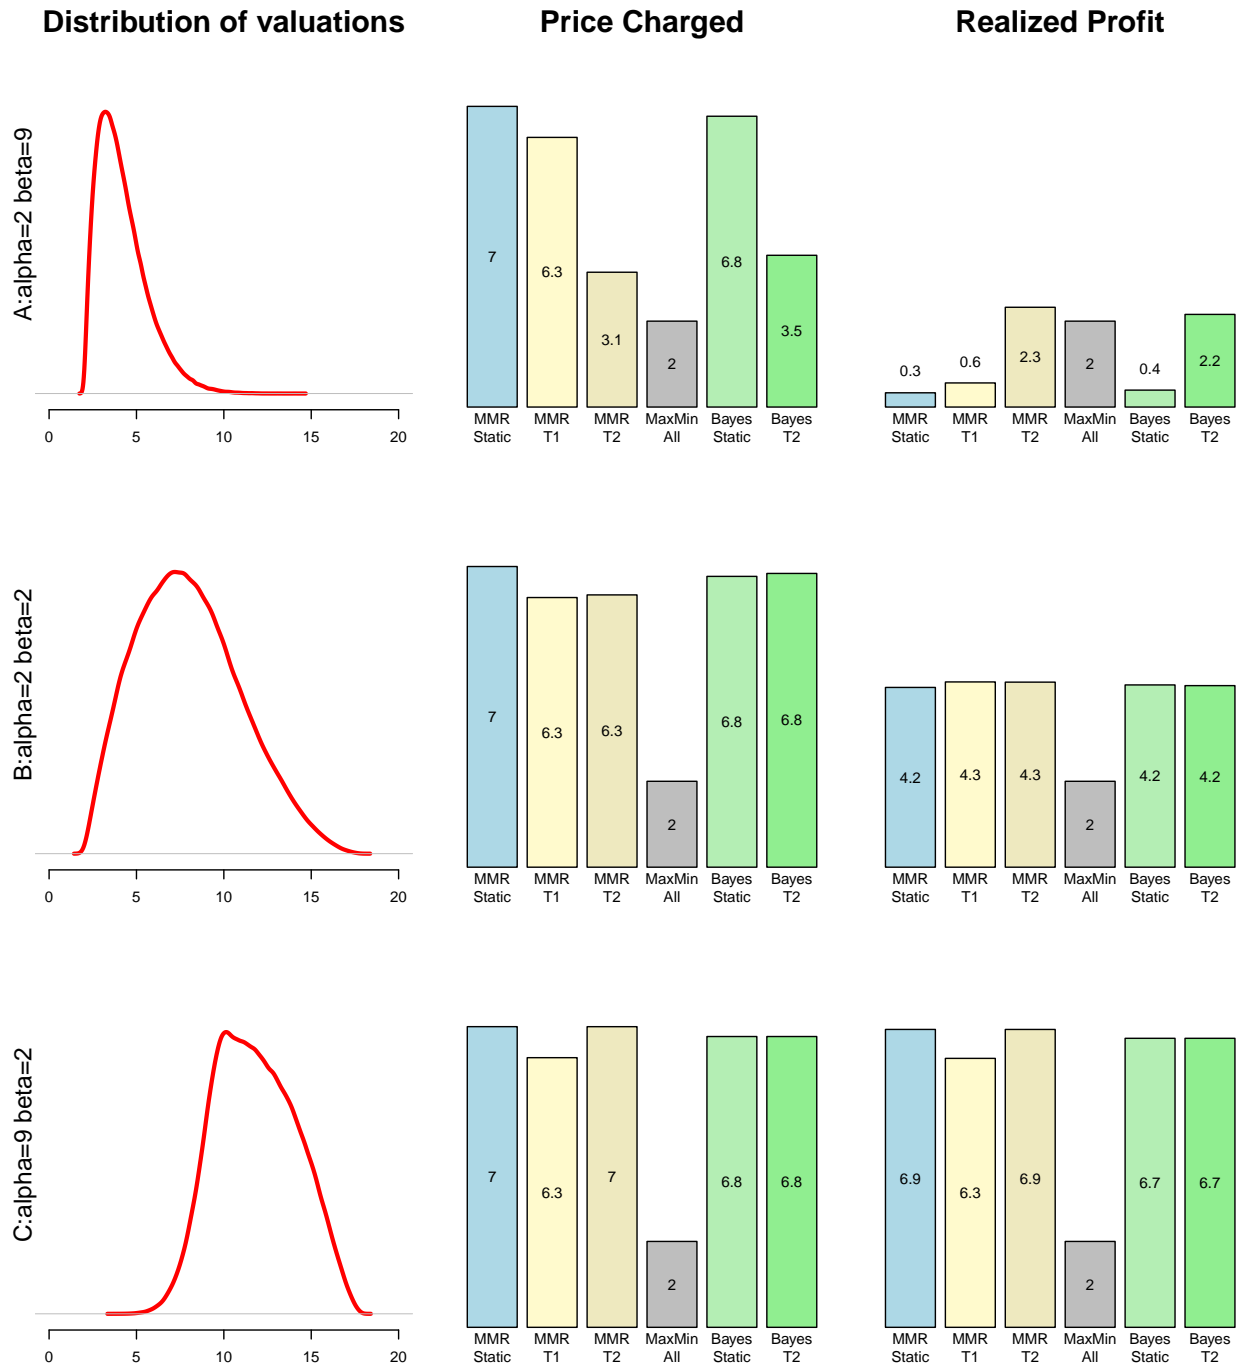 Distribution of valuations
Price Charged
Realized Profit
A:alpha=2 beta=9
0 5 10 15 20
7 6.3 3.1 2 6.8 3.5
MMR MMR MMR MaxMin Bayes Bayes
Static T1 T2 All Static T2
0.3 0.6 2.3 2 0.4 2.2
MMR MMR MMR MaxMin Bayes Bayes
Static T1 T2 All Static T2
B:alpha=2 beta=2
0 5 10 15 20
7 6.3 6.3 2 6.8 6.8
MMR MMR MMR MaxMin Bayes Bayes
Static T1 T2 All Static T2
4.2 4.3 4.3 2 4.2 4.2
MMR MMR MMR MaxMin Bayes Bayes
Static T1 T2 All Static T2
C:alpha=9 beta=2
0 5 10 15 20
7 6.3 7 2 6.8 6.8
MMR MMR MMR MaxMin Bayes Bayes
Static T1 T2 All Static T2
6.9 6.3 6.9 2 6.7 6.7
MMR MMR MMR MaxMin Bayes Bayes
Static T1 T2 All Static T2